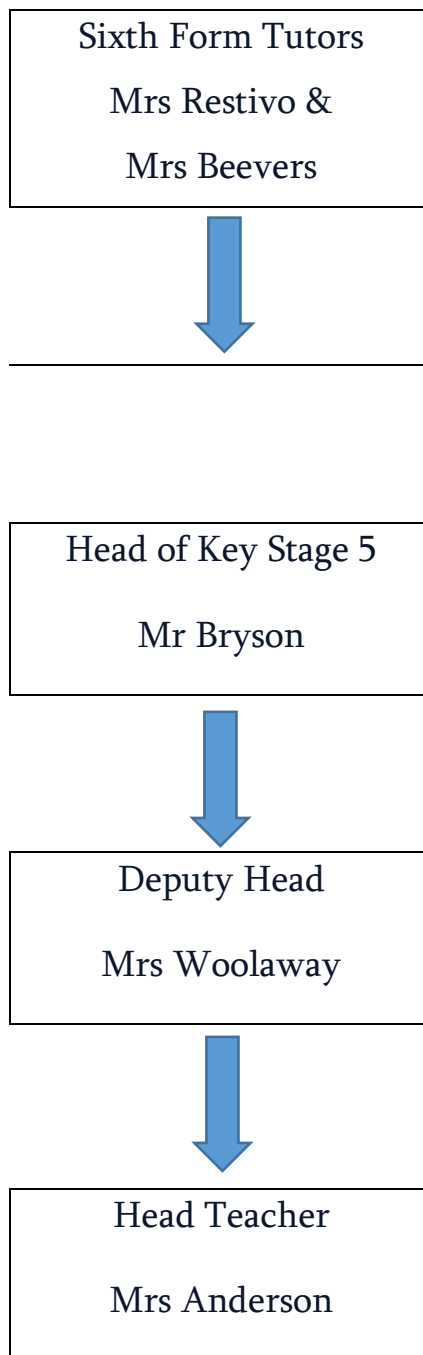 Sixth Form Tutors
Mrs Restivo &
Mrs Beevers
Head of Key Stage 5
Mr Bryson
Deputy Head
Mrs Woolaway
Head Teacher
Mrs Anderson